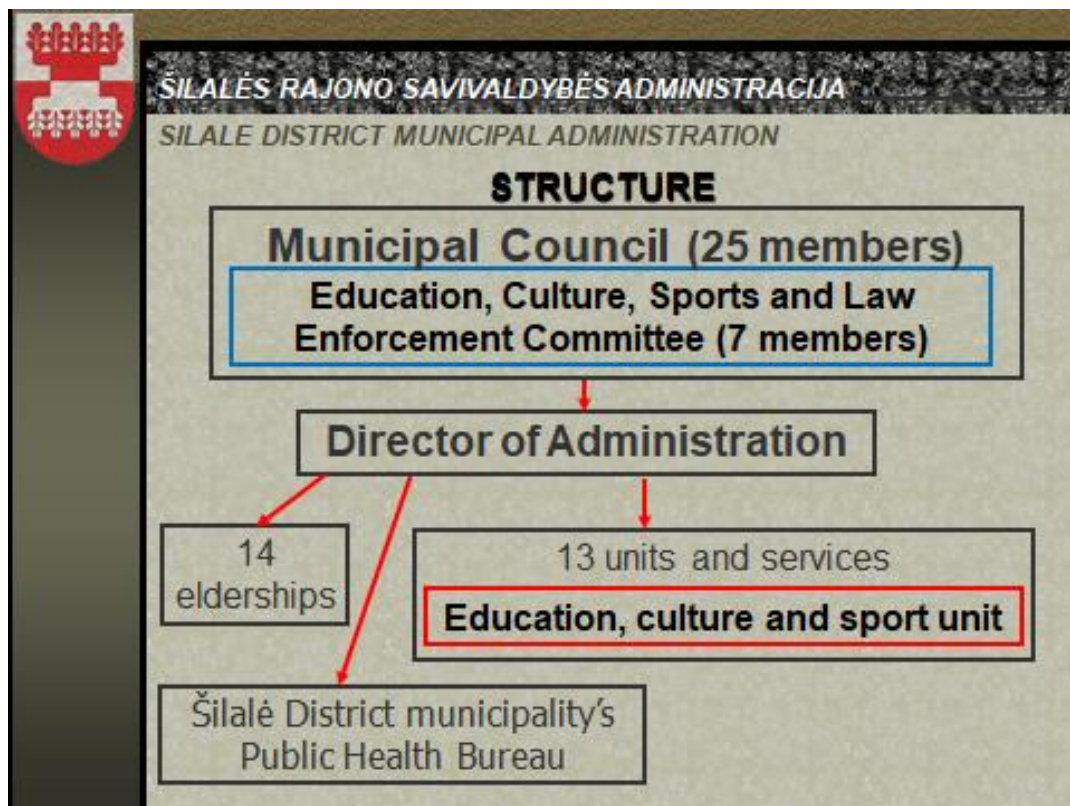 ŠILALĖS RAJONO SAVIVALDYBĖS ADMINISTRACIJA
SILALE DISTRICT MUNICIPAL ADMINISTRATION
STRUCTURE
Municipal Council (25 members)
Education, Culture, Sports and Law
Enforcement Committee (7 members)
Director of Administration
14
elderships
13 units and services
Education, culture and sport unit
Šilalė District municipality's
Public Health Bureau